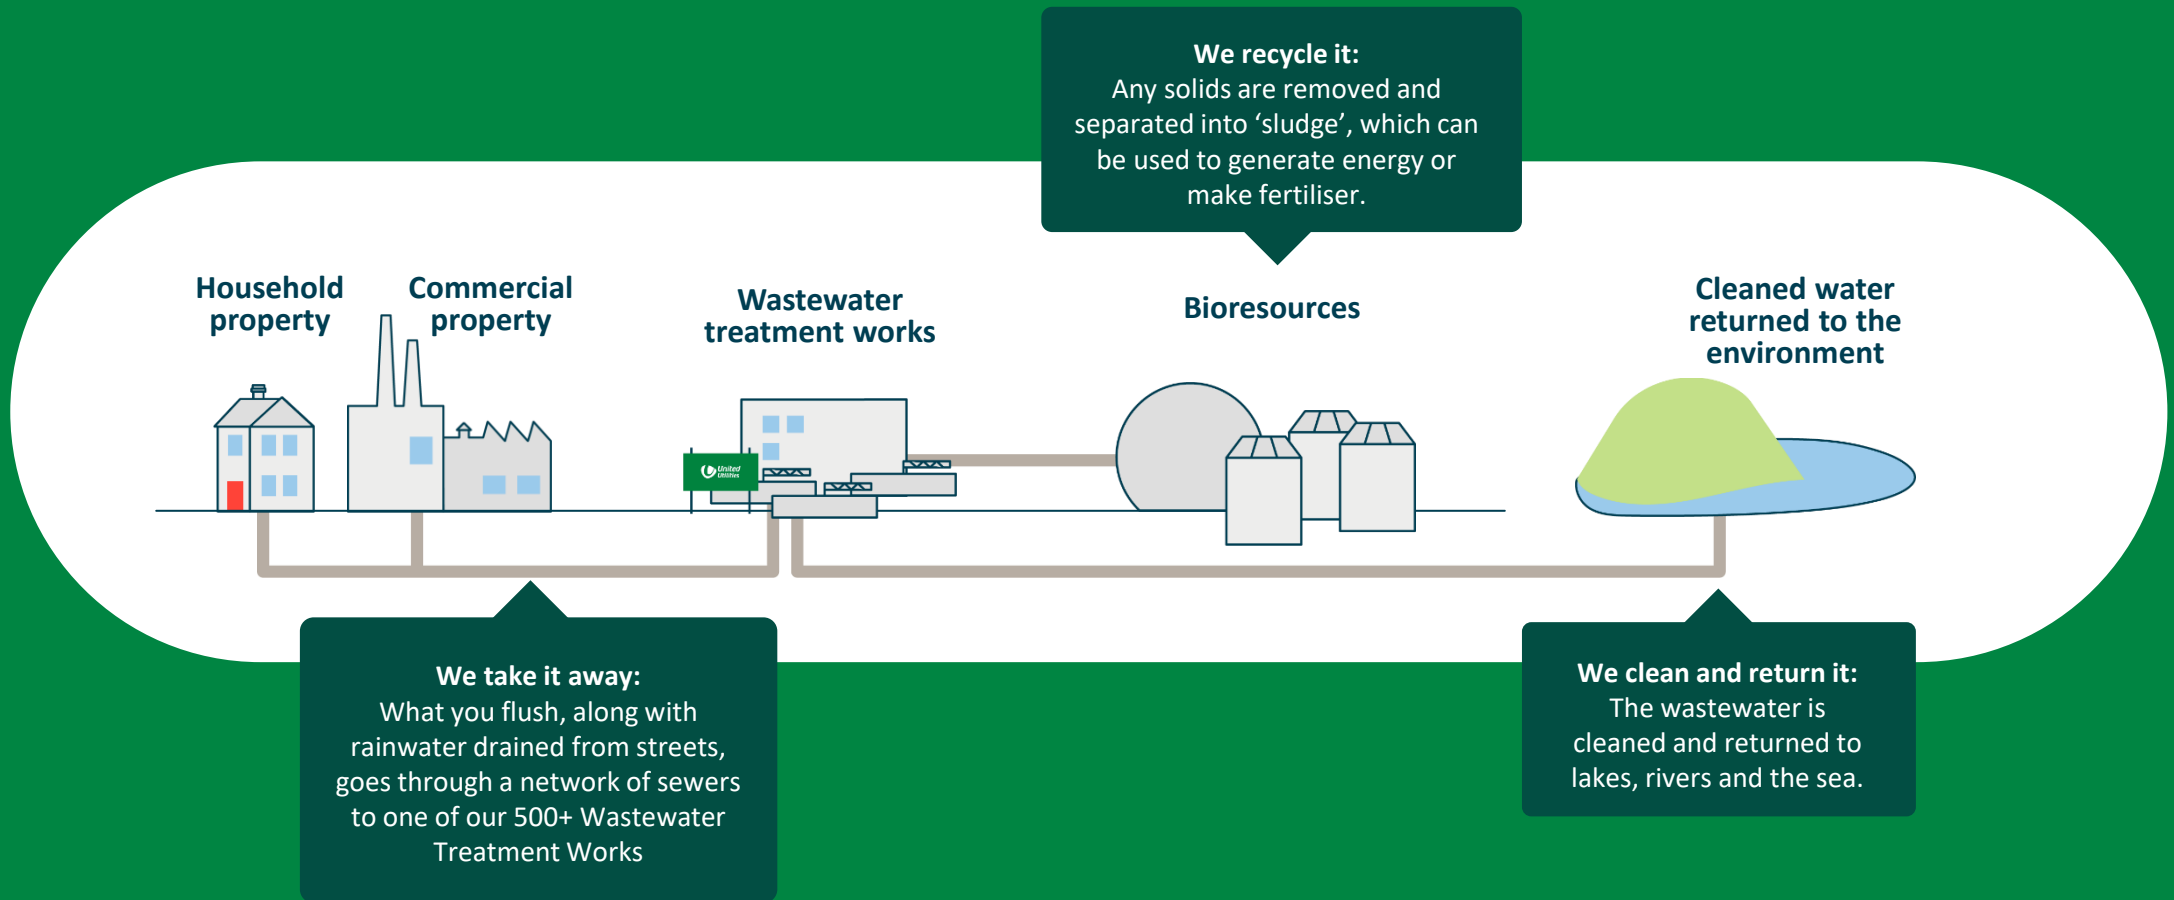 We recycle it:
Any solids are removed and
separated into ‘sludge’, which can
be used to generate energy or
make fertiliser.
Household
property
Commercial
property
Wastewater
treatment works
Bioresources
Cleaned water
returned to the
environment
United
Utilities
We take it away:
What you flush, along with
rainwater drained from streets,
goes through a network of sewers
to one of our 500+ Wastewater
Treatment Works
We clean and return it:
The wastewater is
cleaned and returned to
lakes, rivers and the sea.